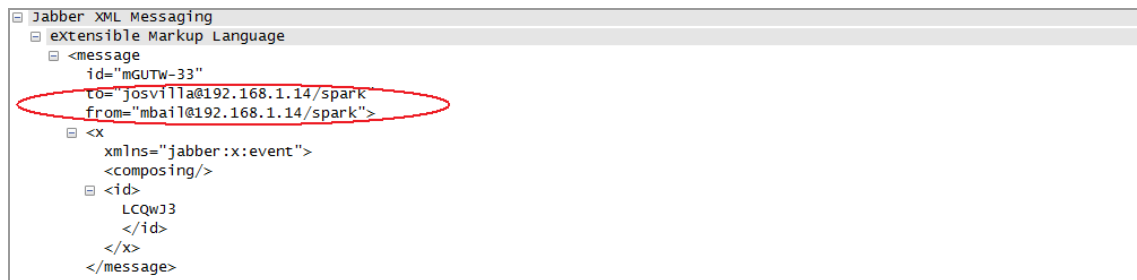 Jabber XML Messaging
eXtensible Markup Language
<message
id="mGUTW-33"
to="josvilla@192.168.1.14/spark"
from="mbail@192.168.1.14/spark">
<x
xmlns="jabber:x:event">
<composing/>
<id>
LCQwJ3
</id>
</x>
</message>